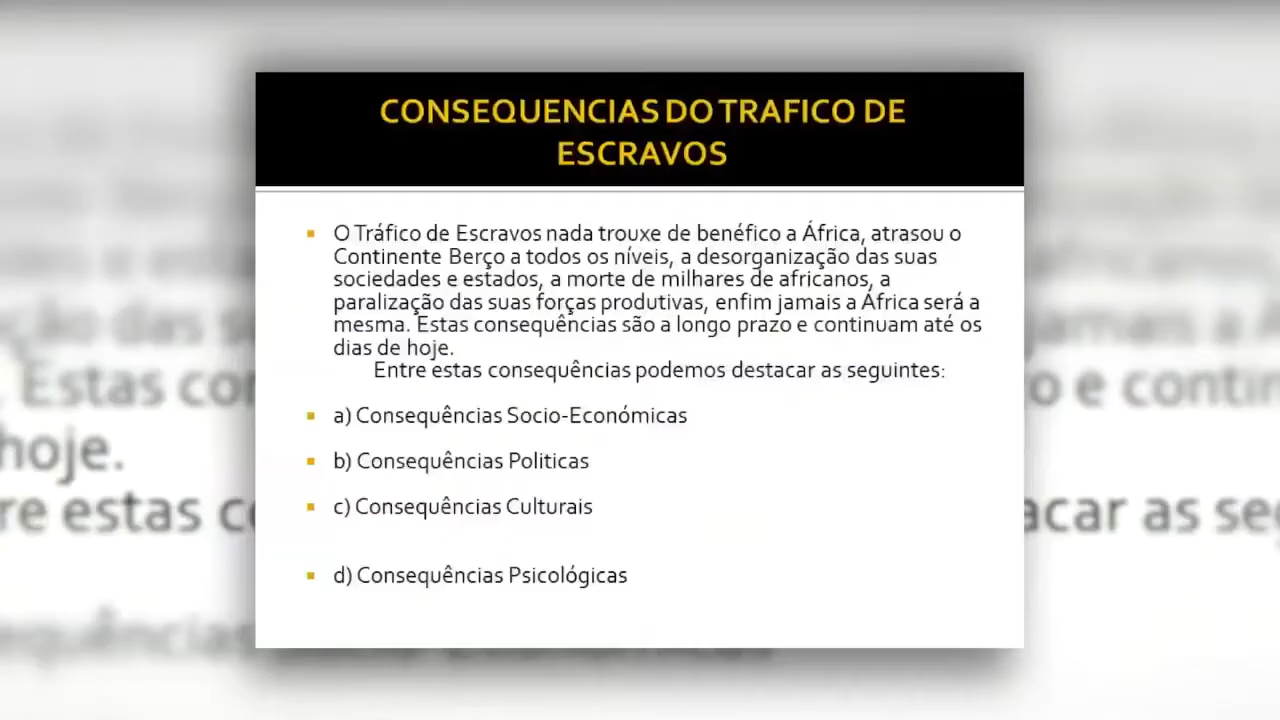 CONSEQUENCIAS DO TRAFICO DE
ESCRAVOS
O Tráfico de Escravos nada trouxe de benéfico a África, atrasou o
Continente Berço a todos os níveis, a desorganização das suas
sociedades e estados, a morte de milhares de africanos, a
paralização das suas forças produtivas, enfim jamais a África será a
mesma. Estas consequências são a longo prazo e continuam até os
dias de hoje.
Entre estas consequências podemos destacar as seguintes:
a) Consequências Socio-Económicas
b) Consequências Politicas
c) Consequências Culturais
d) Consequências Psicológicas